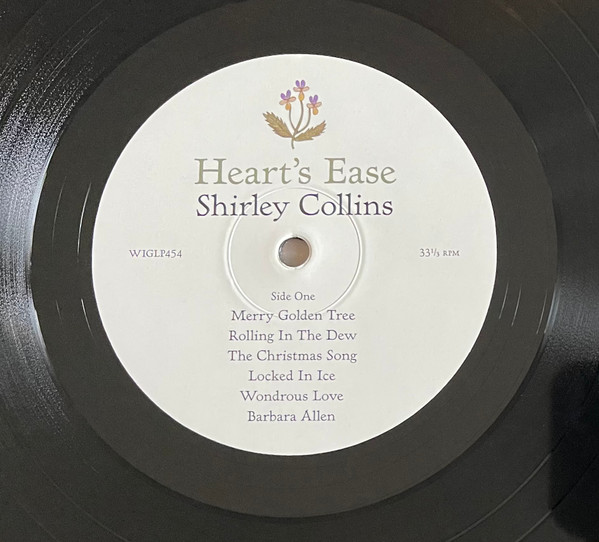 Heart's Ease
Shirley Collins
WIGLP454
33⅓ RPM
Side One
Merry Golden Tree
Rolling In The Dew
The Christmas Song
Locked In Ice
Wondrous Love
Barbara Allen